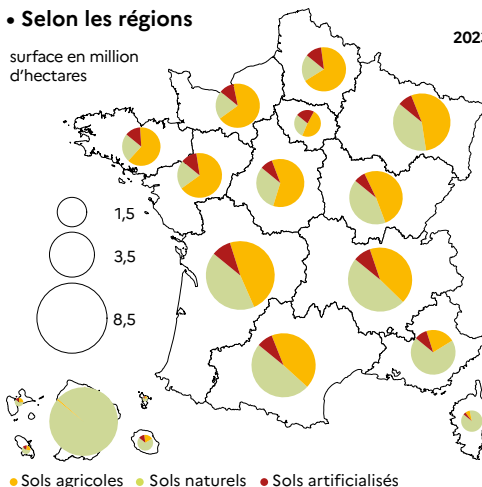 • Selon les régions
surface en million
d'hectares
2023
1,5
3,5
8,5
• Sols agricoles • Sols naturels • Sols artificialisés